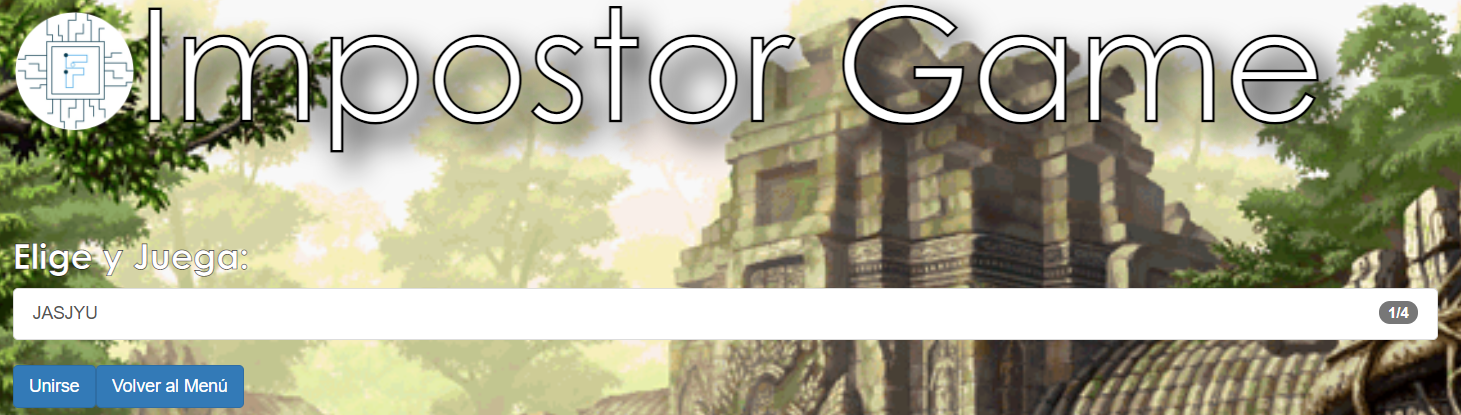 F
Impostor Game
Elige y Juega:
JASJYU 1/4
Unirse Volver al Menú